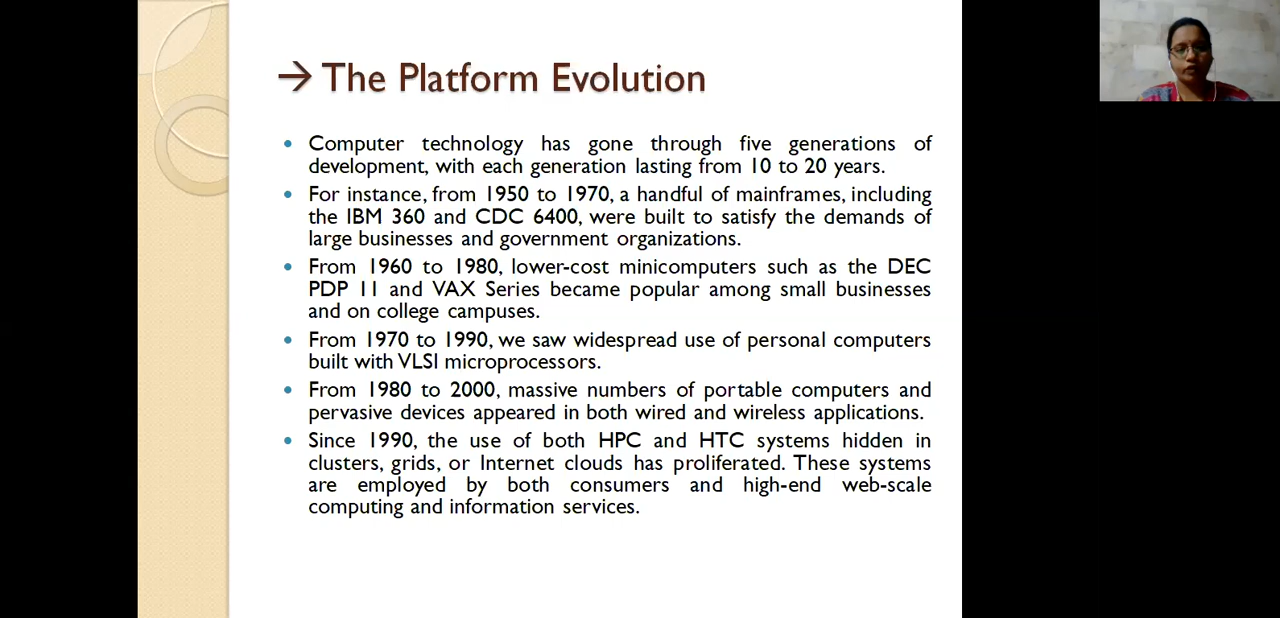 → The Platform Evolution
• Computer technology has gone through five generations of
development, with each generation lasting from 10 to 20 years.
• For instance, from 1950 to 1970, a handful of mainframes, including
the IBM 360 and CDC 6400, were built to satisfy the demands of
large businesses and government organizations.
• From 1960 to 1980, lower-cost minicomputers such as the DEC
PDP 11 and VAX Series became popular among small businesses
and on college campuses.
• From 1970 to 1990, we saw widespread use of personal computers
built with VLSI microprocessors.
• From 1980 to 2000, massive numbers of portable computers and
pervasive devices appeared in both wired and wireless applications.
• Since 1990, the use of both HPC and HTC systems hidden in
clusters, grids, or Internet clouds has proliferated. These systems
are employed by both consumers and high-end web-scale
computing and information services.